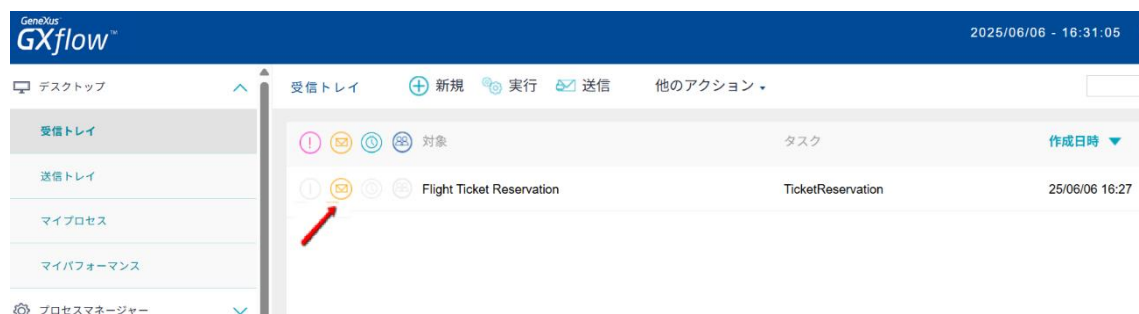 GeneXus™
GXflow™
2025/06/06 - 16:31:05
デスクトップ
受信トレイ
送信トレイ
マイプロセス
マイパフォーマンス
プロセスマネージャー
受信トレイ 新規 実行 送信 他のアクション
対象 タスク 作成日時
Flight Ticket Reservation TicketReservation 25/06/06 16:27